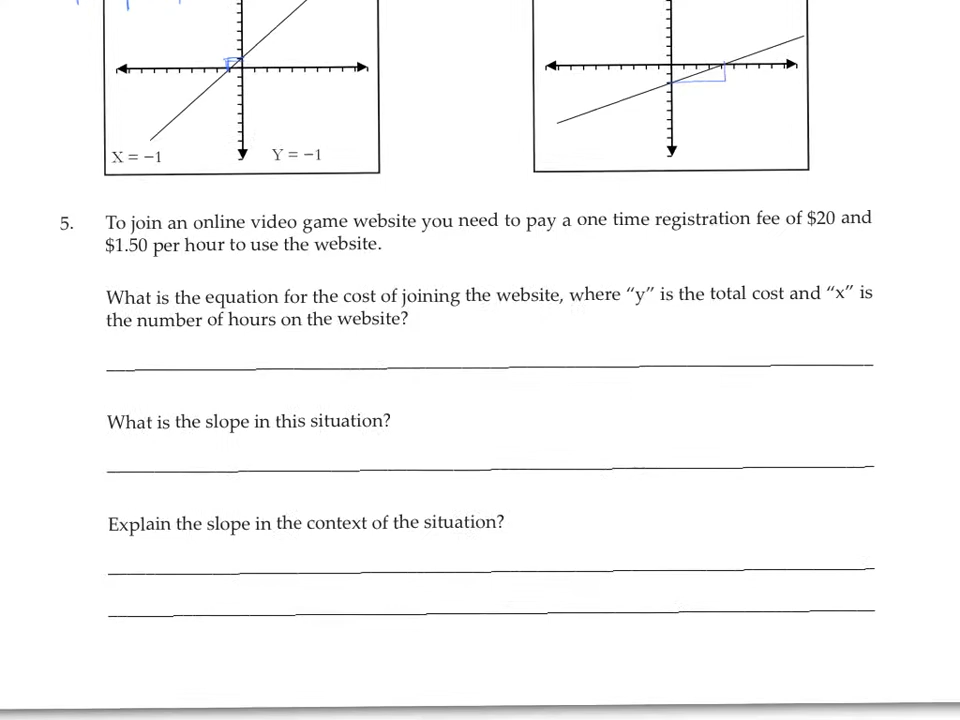 X = −1
Y = −1
5. To join an online video game website you need to pay a one time registration fee of $20 and
$1.50 per hour to use the website.
What is the equation for the cost of joining the website, where “y” is the total cost and “x” is
the number of hours on the website?
What is the slope in this situation?
Explain the slope in the context of the situation?